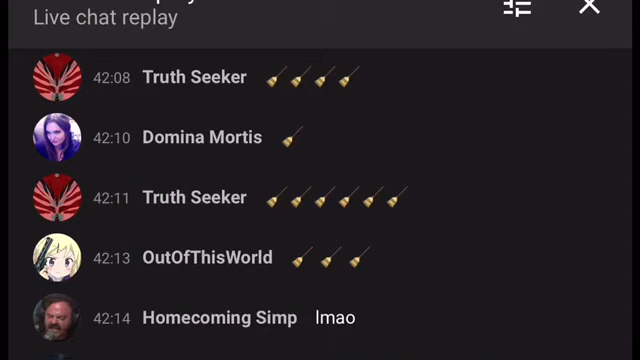 Live chat replay
42:08 Truth Seeker 🧹🧹🧹🧹
42:10 Domina Mortis 🧹
42:11 Truth Seeker 🧹🧹🧹🧹🧹🧹
42:13 OutOfThisWorld 🧹🧹🧹
42:14 Homecoming Simp lmao